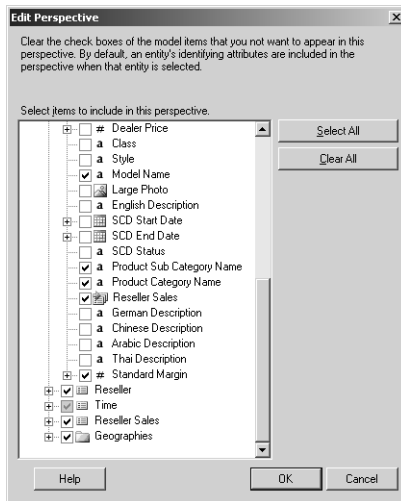 Edit Perspective
Clear the check boxes of the model items that you not want to appear in this
perspective. By default, an entity's identifying attributes are included in the
perspective when that entity is selected.
Select items to include in this perspective.
# Dealer Price
a Class
a Style
a Model Name
Large Photo
a English Description
SCD Start Date
SCD End Date
a SCD Status
a Product Sub Category Name
a Product Category Name
Reseller Sales
a German Description
a Chinese Description
a Arabic Description
a Thai Description
# Standard Margin
Reseller
Time
Reseller Sales
Geographies
Select All
Clear All
Help
OK
Cancel